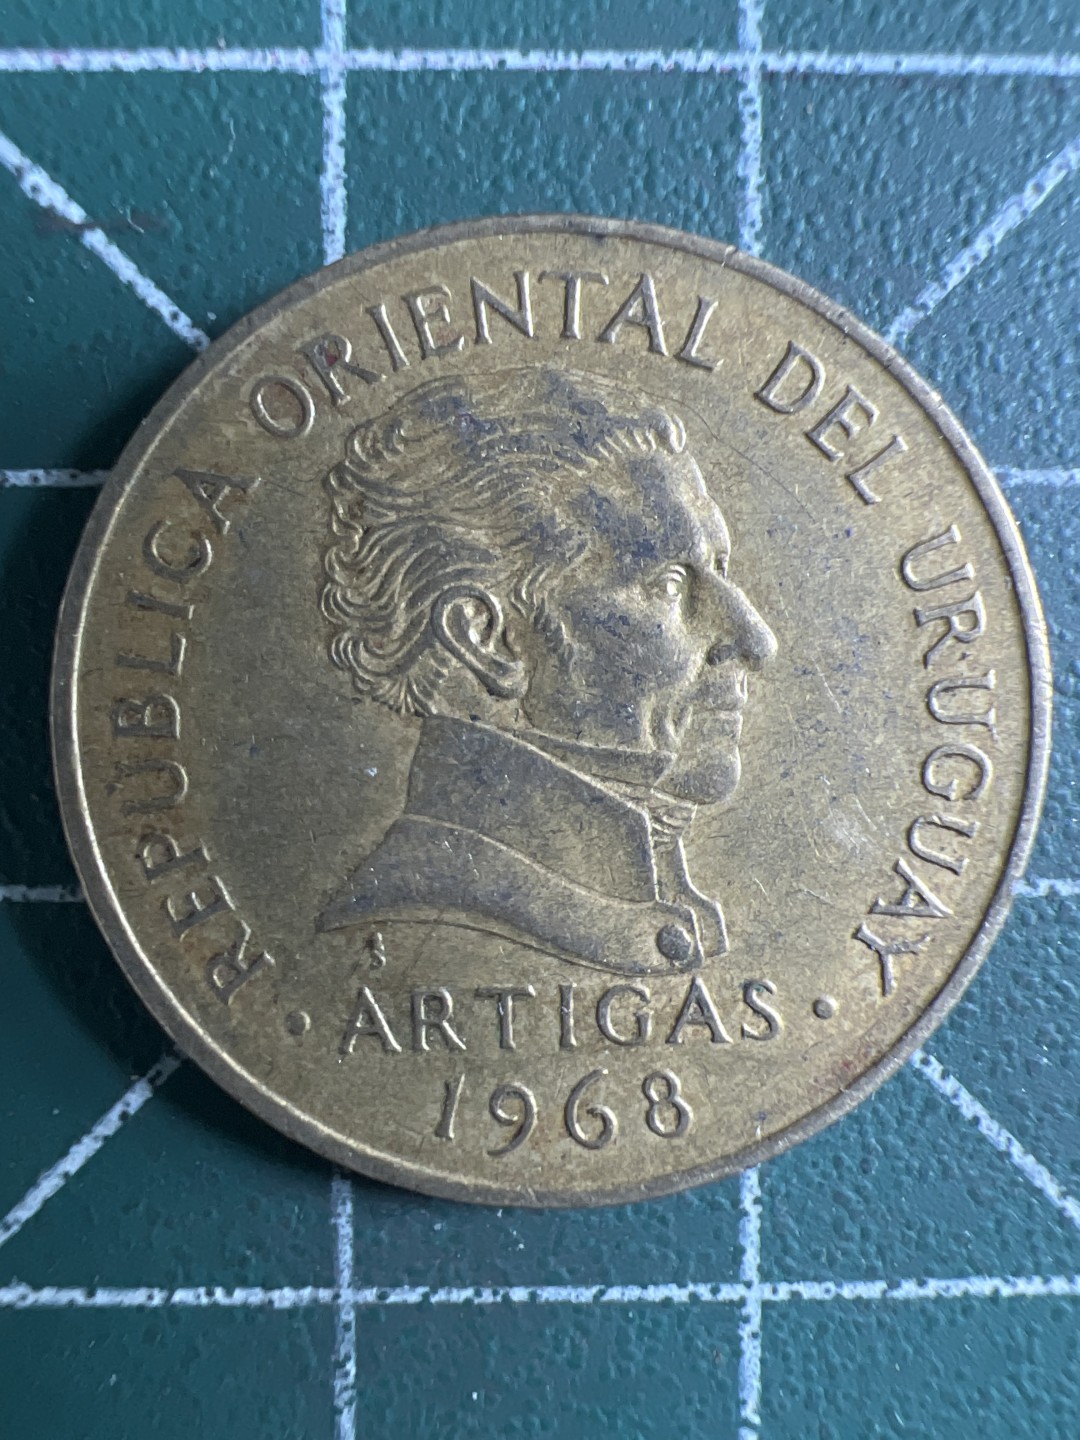 REPUBLICA ORIENTAL DEL URUGUAY
S
· ARTIGAS ·
1968